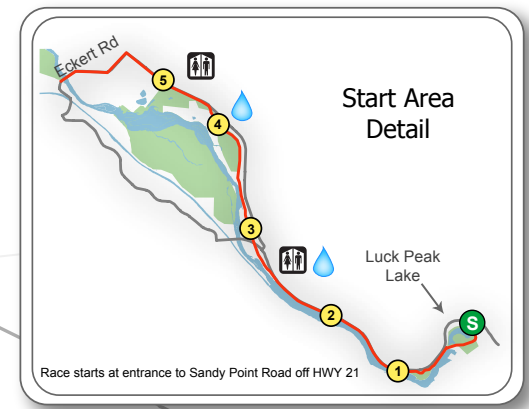 Eckert Rd
5
4
Start Area
Detail
3
Luck Peak
Lake
2
S
1
Race starts at entrance to Sandy Point Road off HWY 21